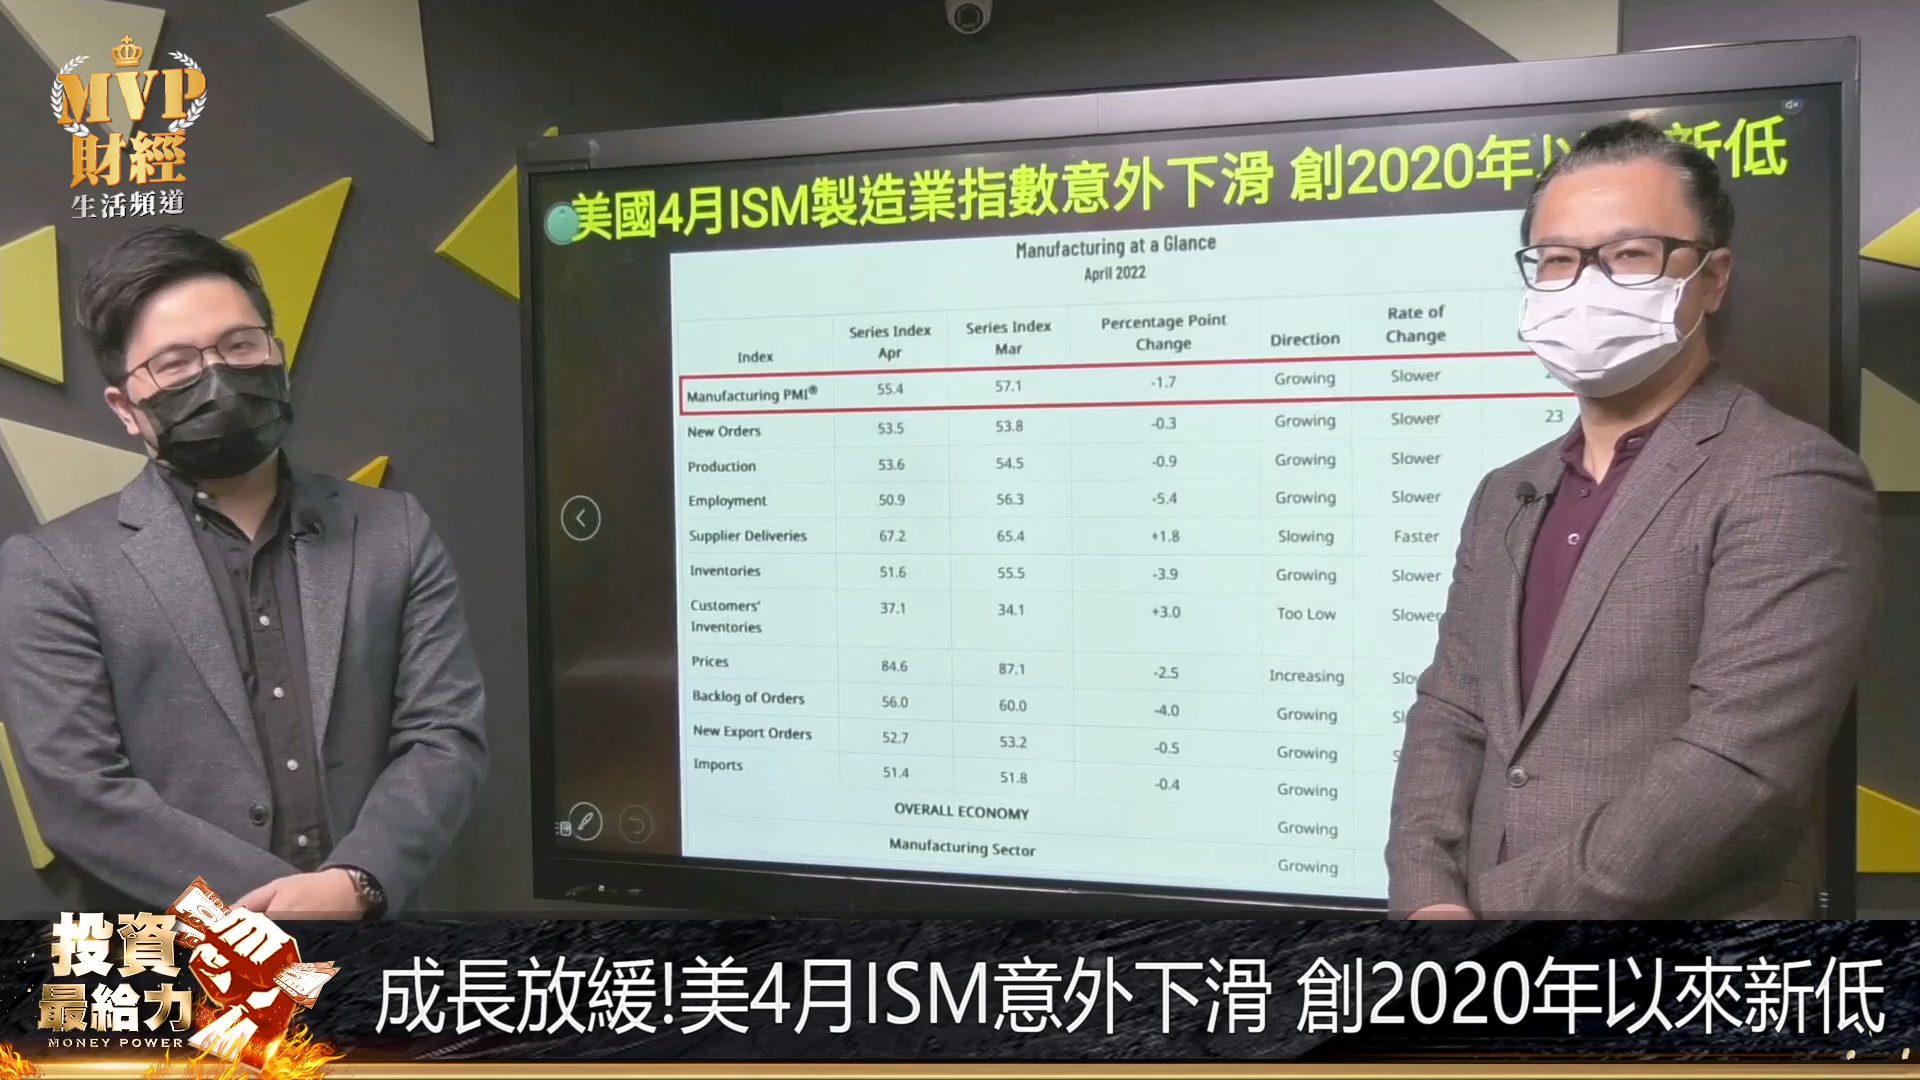 MVP
財經
生活頻道
美國4月ISM製造業指數意外下滑 創2020年以 新低
Manufacturing at a Glance
April 2022
Index Series Index Apr Series Index Mar Percentage Point Change Direction Rate of Change
Manufacturing PMI® 55.4 57.1 -1.7 Growing Slower
New Orders 53.5 53.8 -0.3 Growing Slower 23
Production 53.6 54.5 -0.9 Growing Slower
Employment 50.9 56.3 -5.4 Growing Slower
Supplier Deliveries 67.2 65.4 +1.8 Slowing Faster
Inventories 51.6 55.5 -3.9 Growing Slower
Customers' Inventories 37.1 34.1 +3.0 Too Low Slower
Prices 84.6 87.1 -2.5 Increasing Slo
Backlog of Orders 56.0 60.0 -4.0 Growing Sl
New Export Orders 52.7 53.2 -0.5 Growing
Imports 51.4 51.8 -0.4 Growing
OVERALL ECONOMY Growing
Manufacturing Sector Growing
投資
最給力
MONEY POWER
成長放緩!美4月ISM意外下滑 創2020年以來新低